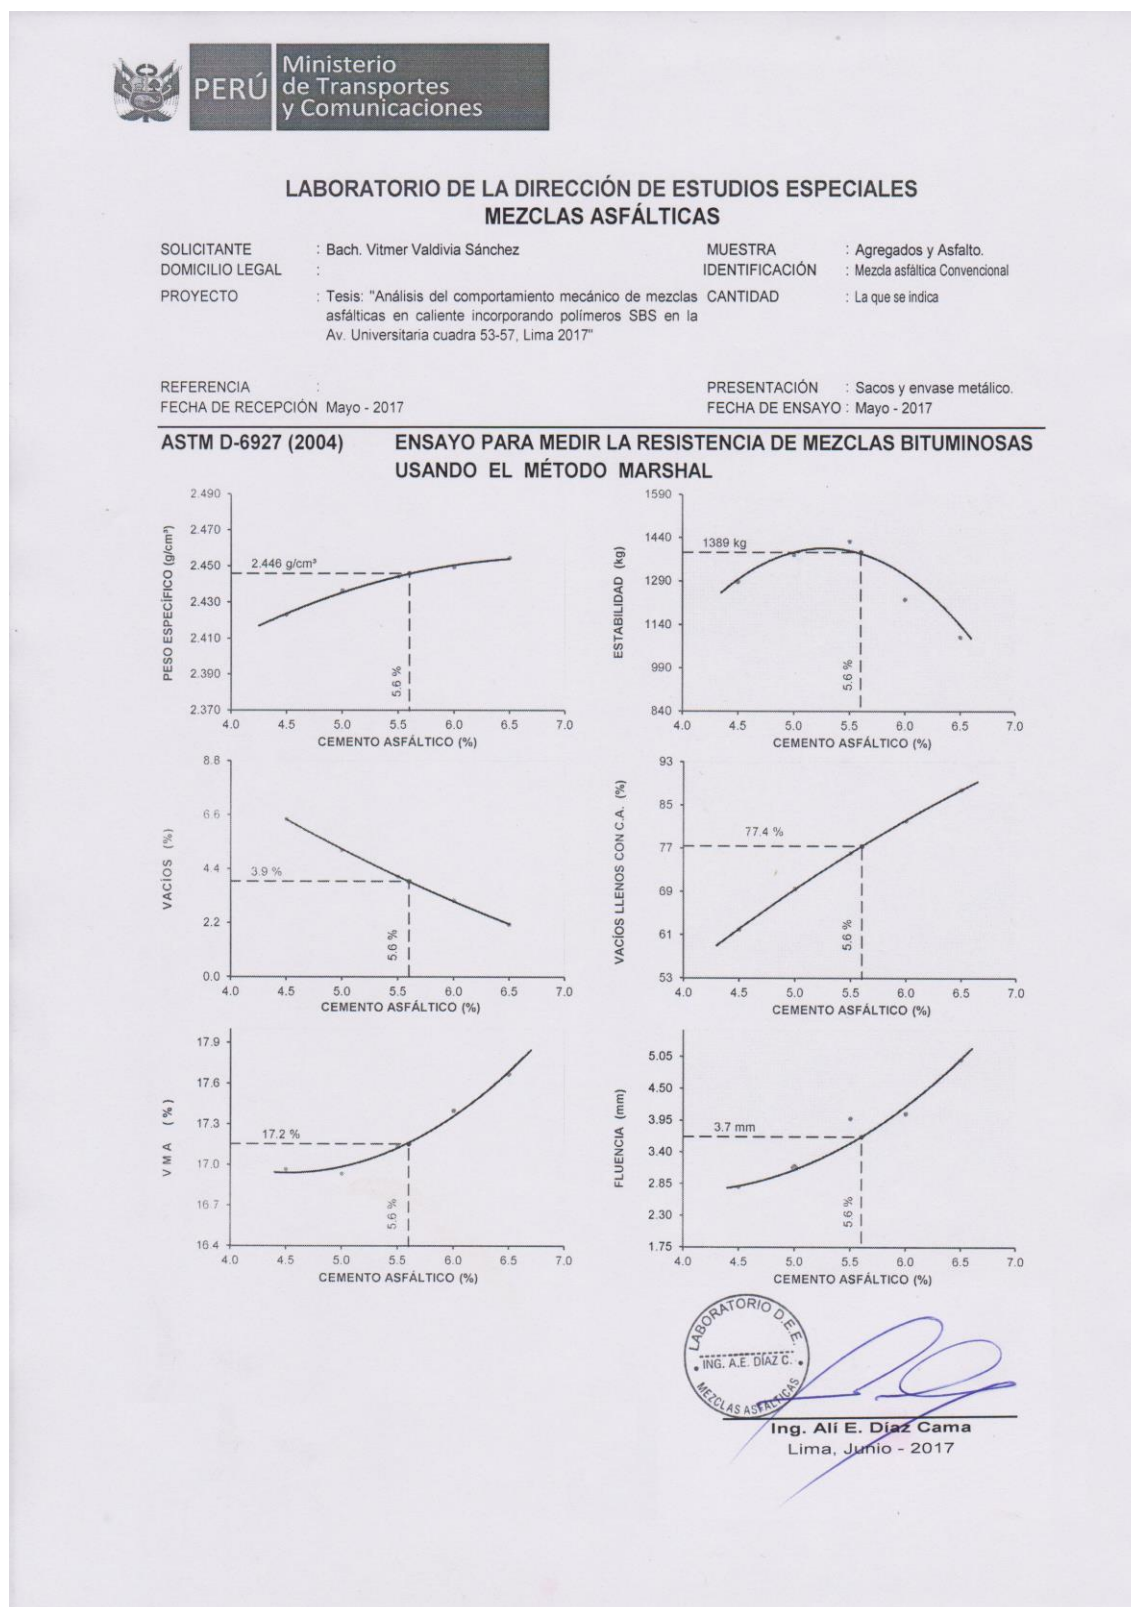 PERÚ
Ministerio
de Transportes
y Comunicaciones
LABORATORIO DE LA DIRECCIÓN DE ESTUDIOS ESPECIALES
MEZCLAS ASFÁLTICAS
SOLICITANTE : Bach. Vitmer Valdivia Sánchez MUESTRA : Agregados y Asfalto.
DOMICILIO LEGAL : IDENTIFICACIÓN : Mezcla asfáltica Convencional
PROYECTO : Tesis: "Análisis del comportamiento mecánico de mezclas CANTIDAD : La que se indica
asfálticas en caliente incorporando polímeros SBS en la
Av. Universitaria cuadra 53-57, Lima 2017"
REFERENCIA : PRESENTACIÓN : Sacos y envase metálico.
FECHA DE RECEPCIÓN Mayo - 2017 FECHA DE ENSAYO : Mayo - 2017
ASTM D-6927 (2004) ENSAYO PARA MEDIR LA RESISTENCIA DE MEZCLAS BITUMINOSAS
USANDO EL MÉTODO MARSHAL
PESO ESPECÍFICO (g/cm³)
2.490
2.470
2.450
2.430
2.410
2.390
2.370
2.446 g/cm³
5.6 %
4.0 4.5 5.0 5.5 6.0 6.5 7.0
CEMENTO ASFÁLTICO (%)
ESTABILIDAD (kg)
1590
1440
1290
1140
990
840
1389 kg
5.6 %
4.0 4.5 5.0 5.5 6.0 6.5 7.0
CEMENTO ASFÁLTICO (%)
VACÍOS (%)
8.8
6.6
4.4
2.2
0.0
3.9 %
5.6 %
4.0 4.5 5.0 5.5 6.0 6.5 7.0
CEMENTO ASFÁLTICO (%)
VACÍOS LLENOS CON C.A. (%)
93
85
77
69
61
53
77.4 %
5.6 %
4.0 4.5 5.0 5.5 6.0 6.5 7.0
CEMENTO ASFÁLTICO (%)
V M A (%)
17.9
17.6
17.3
17.0
16.7
16.4
17.2 %
5.6 %
4.0 4.5 5.0 5.5 6.0 6.5 7.0
CEMENTO ASFÁLTICO (%)
FLUENCIA (mm)
5.05
4.50
3.95
3.40
2.85
2.30
1.75
3.7 mm
5.6 %
4.0 4.5 5.0 5.5 6.0 6.5 7.0
CEMENTO ASFÁLTICO (%)
LABORATORIO D.E.E.
ING. A.E. DÍAZ C.
MEZCLAS ASFALTICAS
Ing. Alí E. Díaz Cama
Lima, Junio - 2017